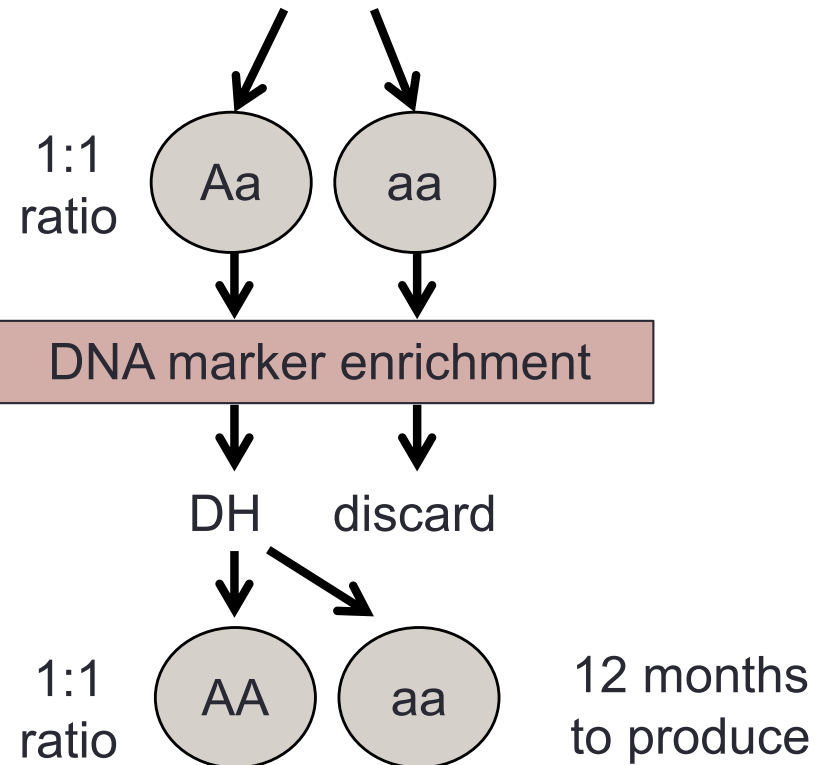 1:1
ratio
Aa
aa
DNA marker enrichment
DH
discard
1:1
ratio
AA
aa
12 months
to produce